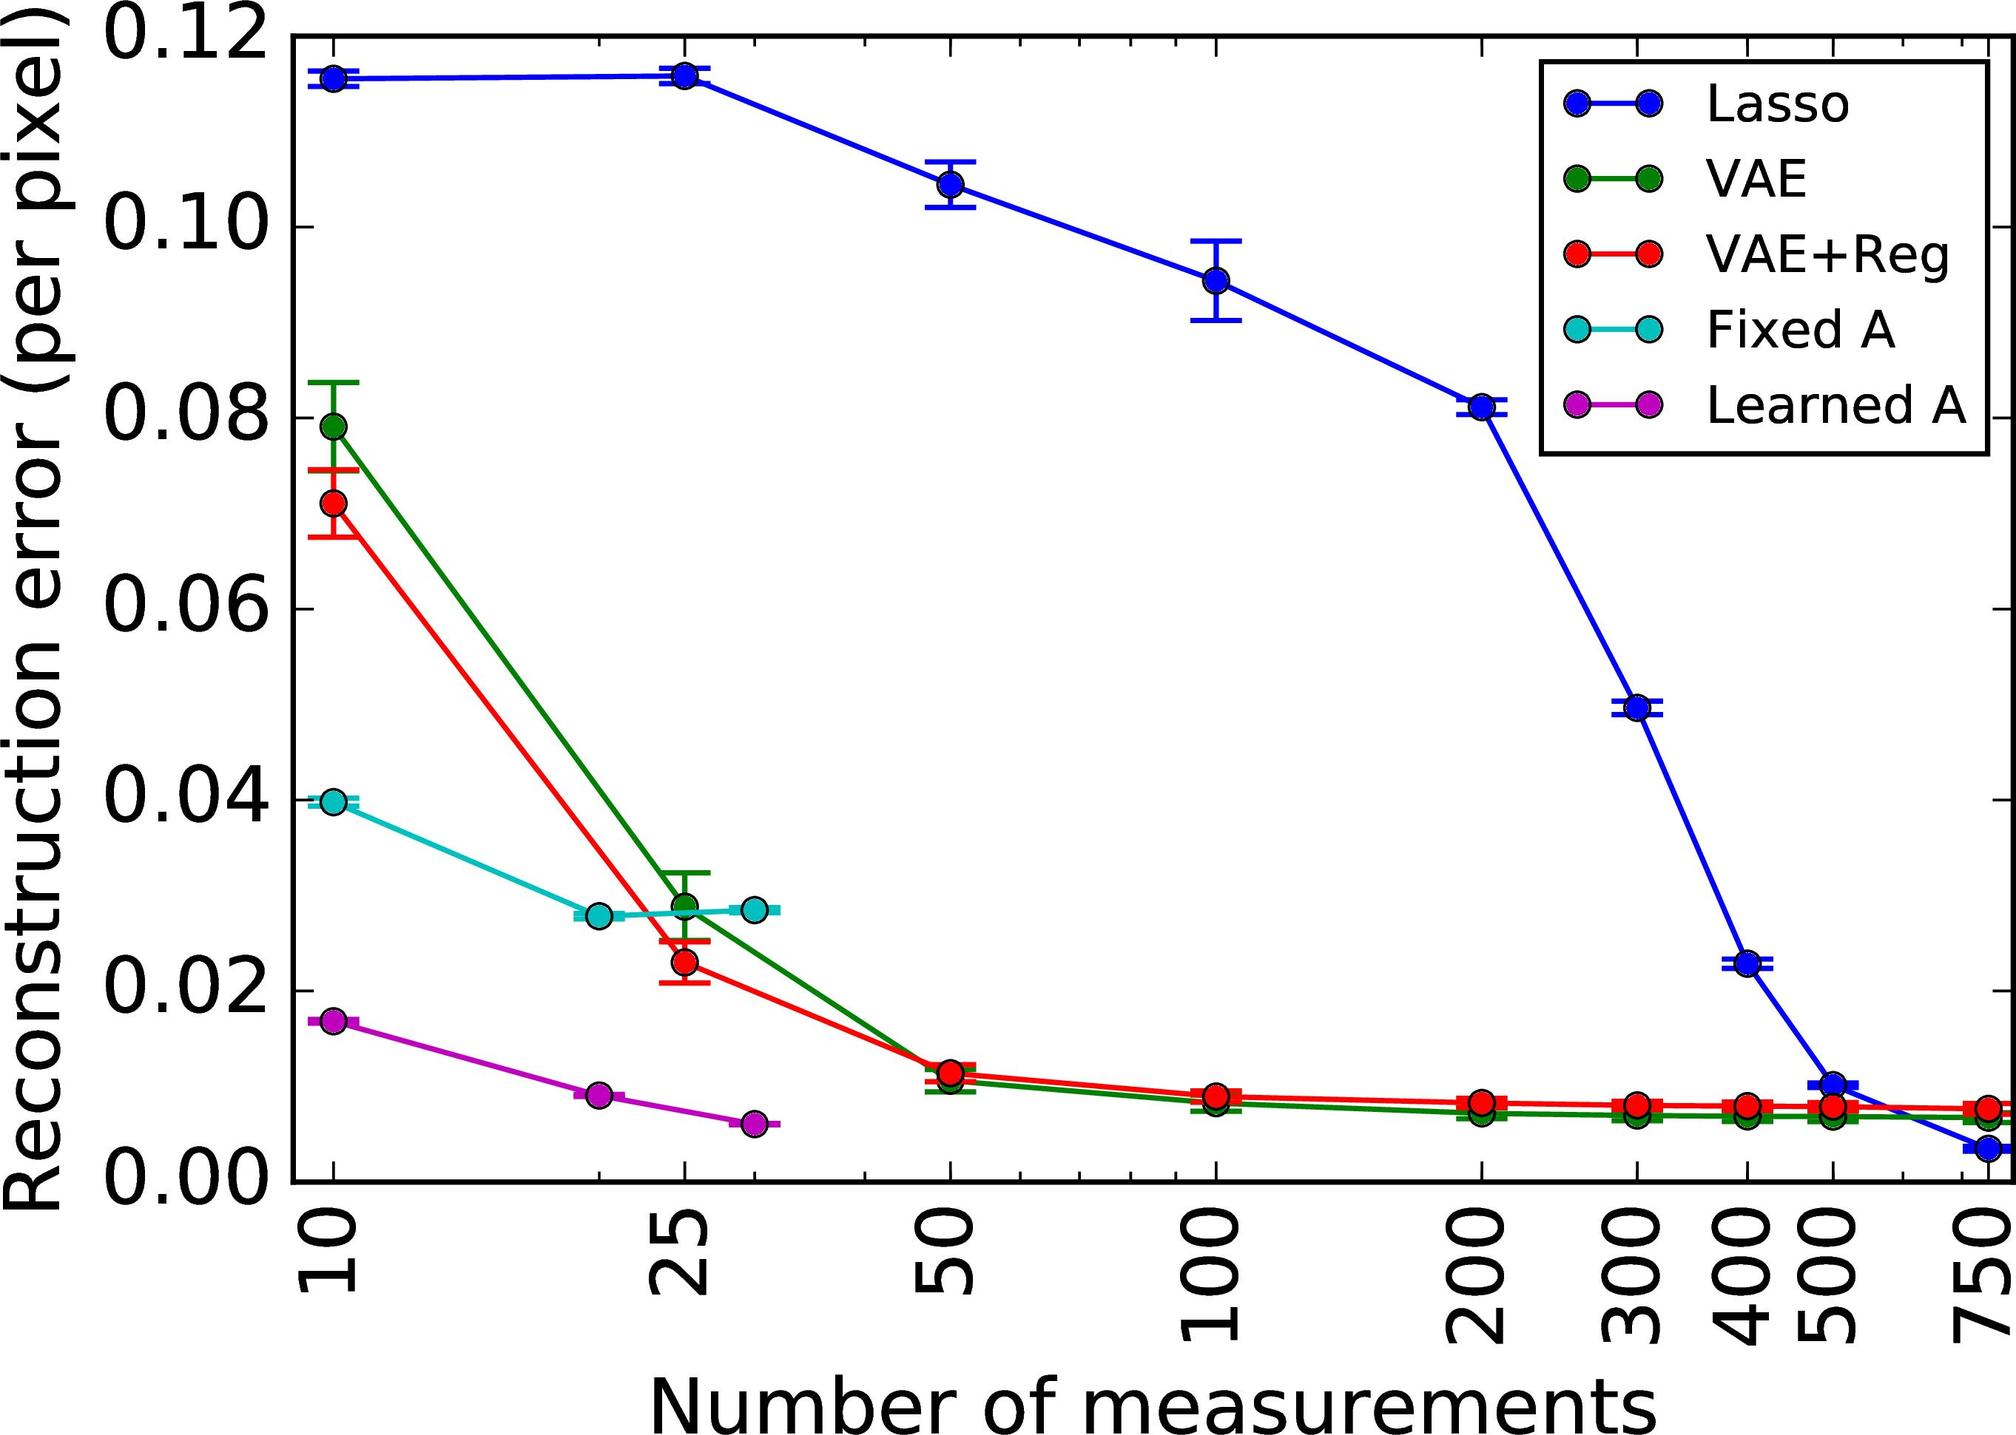 Reconstruction error (per pixel)
0.12
0.10
0.08
0.06
0.04
0.02
0.00
Lasso
VAE
VAE+Reg
Fixed A
Learned A
10
25
50
100
200
300
400
500
750
Number of measurements